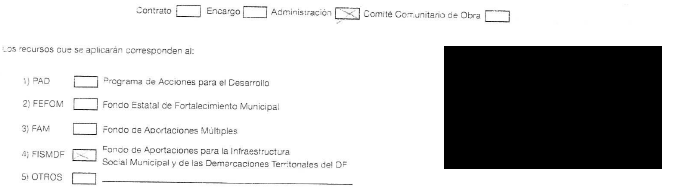 Contrato Encargo Administración Comité Comunitario de Obra
Los recursos que se aplicarán corresponden al:
1) PAD Programa de Acciones para el Desarrollo
2) FEFOM Fondo Estatal de Fortalecimiento Municipal
3) FAM Fondo de Aportaciones Múltiples
4) FISMDF Fondo de Aportaciones para la Infraestructura
Social Municipal y de las Demarcaciones Territoriales del DF
5) OTROS